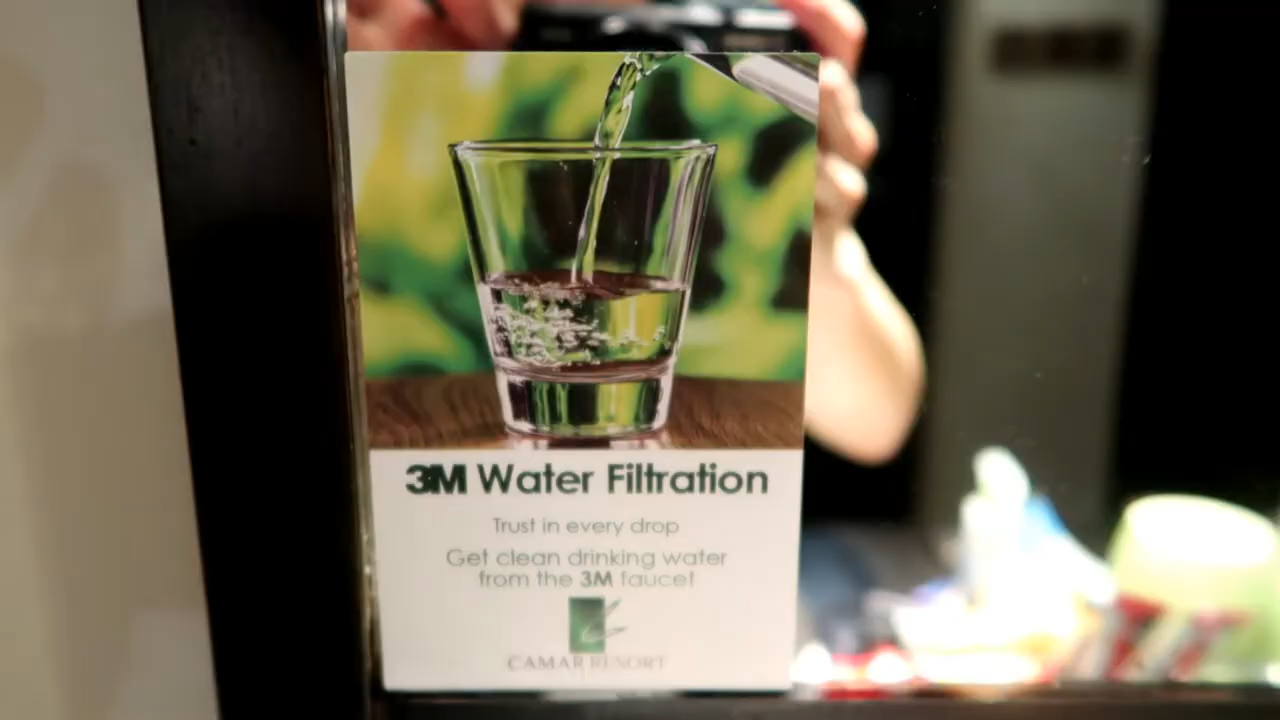 3M Water Filtration
Trust in every drop
Get clean drinking water
from the 3M faucet
CAMAR RESORT